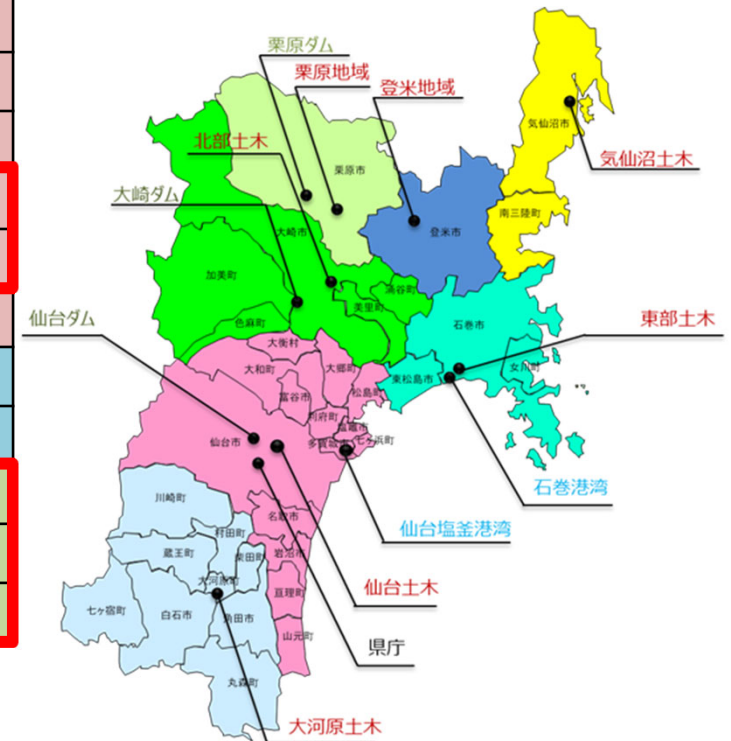 栗原ダム
栗原地域
登米地域
気仙沼市
北部土木
気仙沼土木
栗原市
大崎ダム
南三陸町
大崎市
登米市
加美町
涌谷町
美里町
仙台ダム
色麻町
石巻市
東部土木
大衡村
大和町
大郷町
東松島市
女川町
富谷市
松島町
利府町
塩竈市
仙台市
多賀城市
七ヶ浜町
石巻港湾
川崎町
名取市
仙台塩釜港湾
村田町
蔵王町
柴田町
岩沼市
大河原町
仙台土木
亘理町
七ヶ宿町
白石市
角田市
山元町
県庁
丸森町
大河原土木